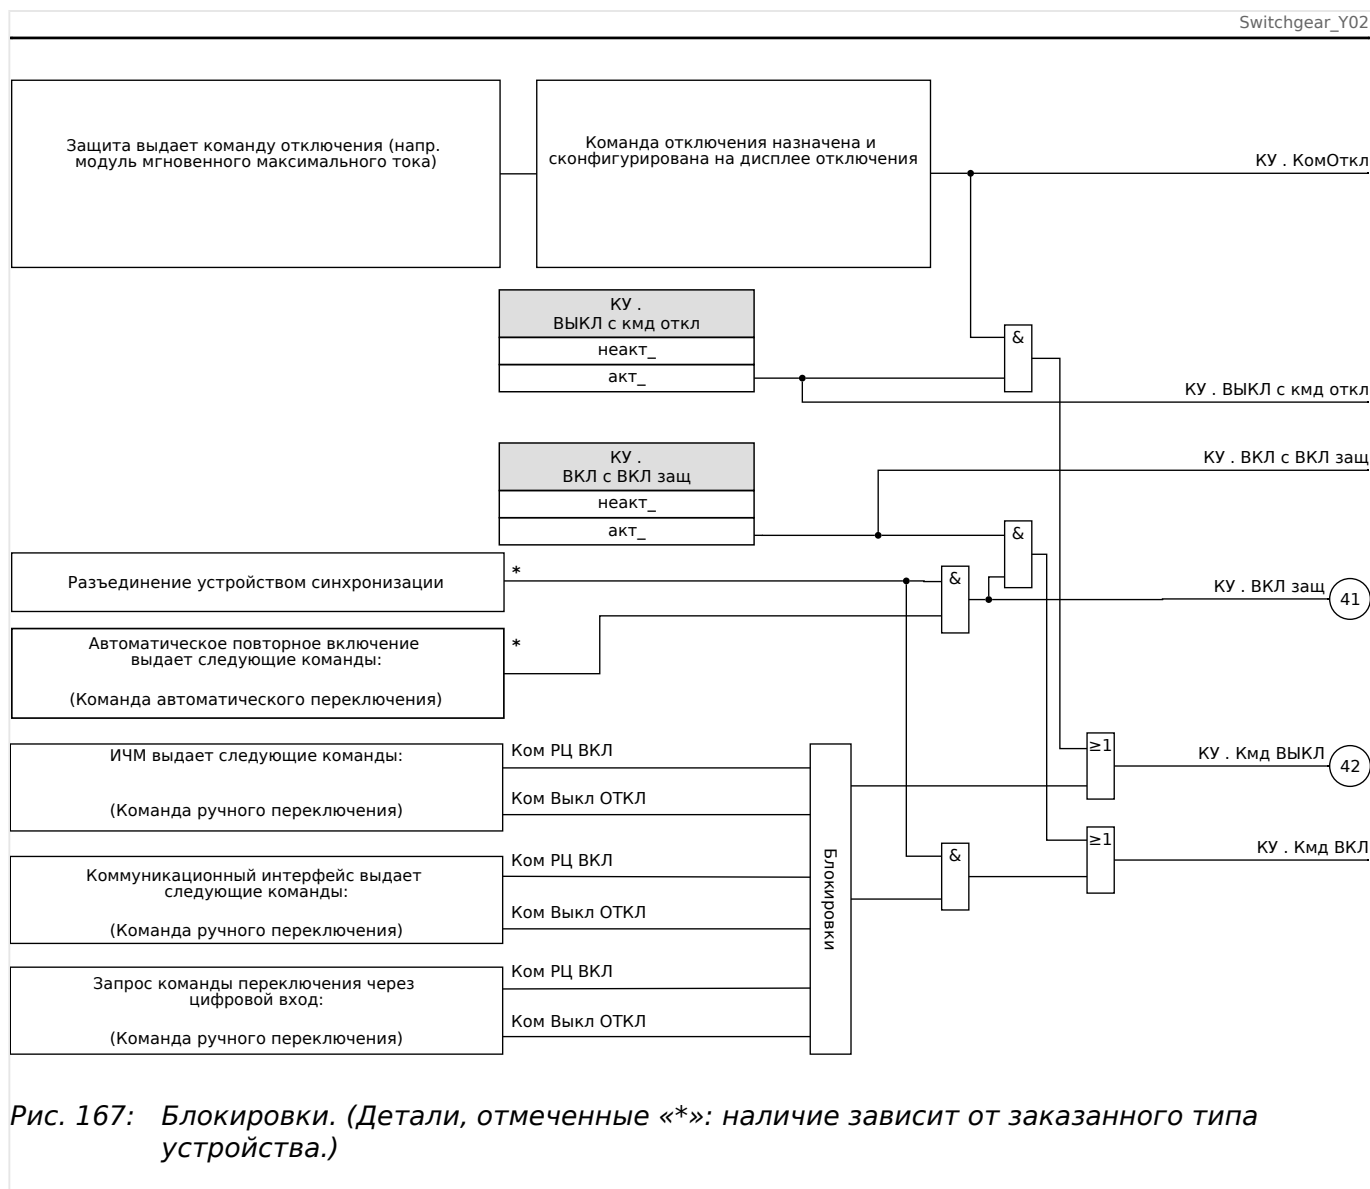 Switchgear_Y02
Защита выдает команду отключения (напр.
модуль мгновенного максимального тока)
Команда отключения назначена и
сконфигурирована на дисплее отключения
КУ . КомОткл
КУ .
ВЫКЛ с кмд откл
неакт_
акт_
&
КУ . ВЫКЛ с кмд откл
КУ .
ВКЛ с ВКЛ защ
неакт_
акт_
КУ . ВКЛ с ВКЛ защ
&
Разъединение устройством синхронизации
*
&
КУ . ВКЛ защ
41
Автоматическое повторное включение
выдает следующие команды:
(Команда автоматического переключения)
*
ИЧМ выдает следующие команды:
(Команда ручного переключения)
Ком РЦ ВКЛ
Ком Выкл ОТКЛ
≥1
КУ . Кмд ВЫКЛ
42
Коммуникационный интерфейс выдает
следующие команды:
(Команда ручного переключения)
Ком РЦ ВКЛ
Ком Выкл ОТКЛ
Блокировки
&
≥1
КУ . Кмд ВКЛ
Запрос команды переключения через
цифровой вход:
(Команда ручного переключения)
Ком РЦ ВКЛ
Ком Выкл ОТКЛ
Рис. 167: Блокировки. (Детали, отмеченные «*»: наличие зависит от заказанного типа
устройства.)